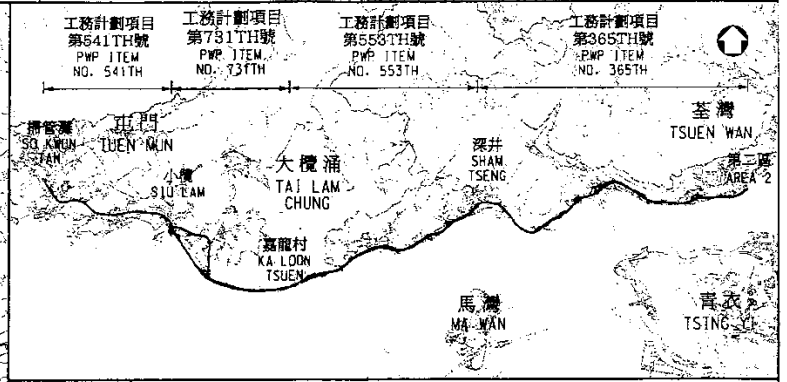 工務計劃項目
第541TH號
PWP ITEM
NO. 541TH
工務計劃項目
第731TH號
PWP ITEM
NO. 731TH
工務計劃項目
第553TH號
PWP ITEM
NO. 553TH
工務計劃項目
第365TH號
PWP ITEM
NO. 365TH
掃管灘
SO KWUN
TAN
屯門
TUEN MUN
小欖
SIU LAM
大欖涌
TAI LAM
CHUNG
嘉龍村
KA LOON
TSUEN
深井
SHAM
TSENG
荃灣
TSUEN WAN
第二區
AREA 2
馬灣
MA WAN
青衣
TSING YI